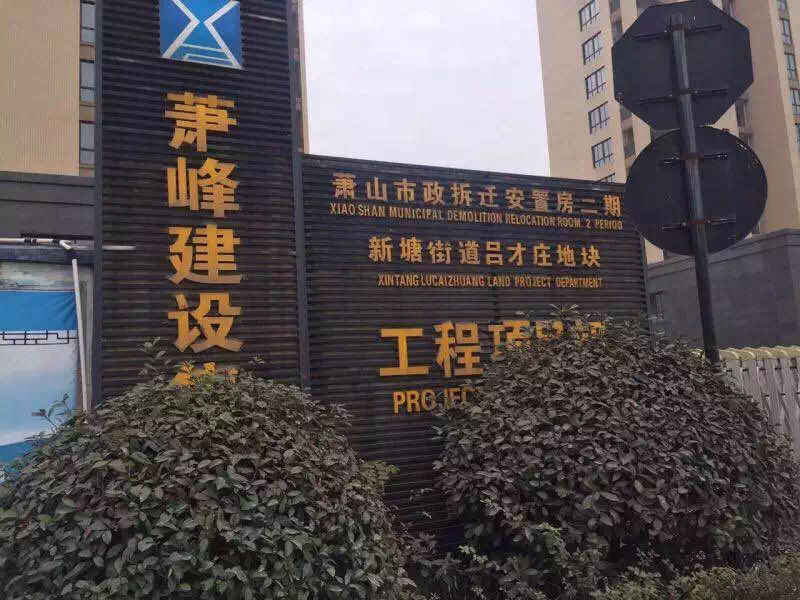 萧峰建设
萧山市政拆迁安置房二期
XIAO SHAN MUNICIPAL DEMOLITION RELOCATION ROOM 2 PERIOD
新塘街道吕才庄地块
XINTANG LUCAIZHUANG LAND PROJECT DEPARTMENT
工程项